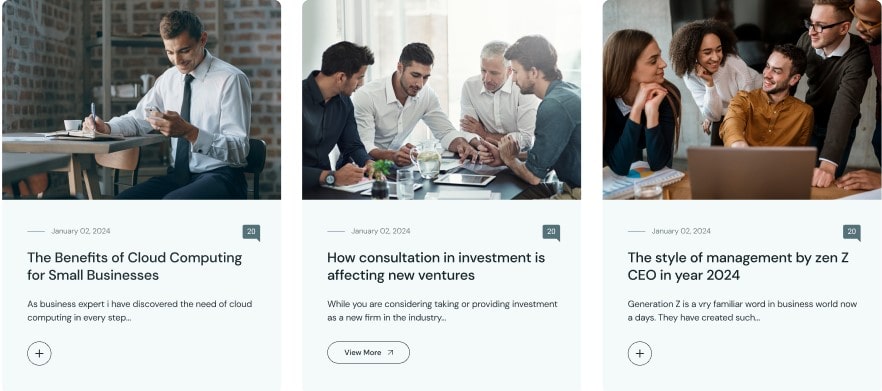 January 02, 2024
20
The Benefits of Cloud Computing
for Small Businesses
As business expert i have discovered the need of cloud
computing in every step...
January 02, 2024
20
How consultation in investment is
affecting new ventures
While you are considering taking or providing investment
as a new firm in the industry...
View More
January 02, 2024
20
The style of management by zen Z
CEO in year 2024
Generation Z is a vry familiar word in business world now
a days. They have created such...